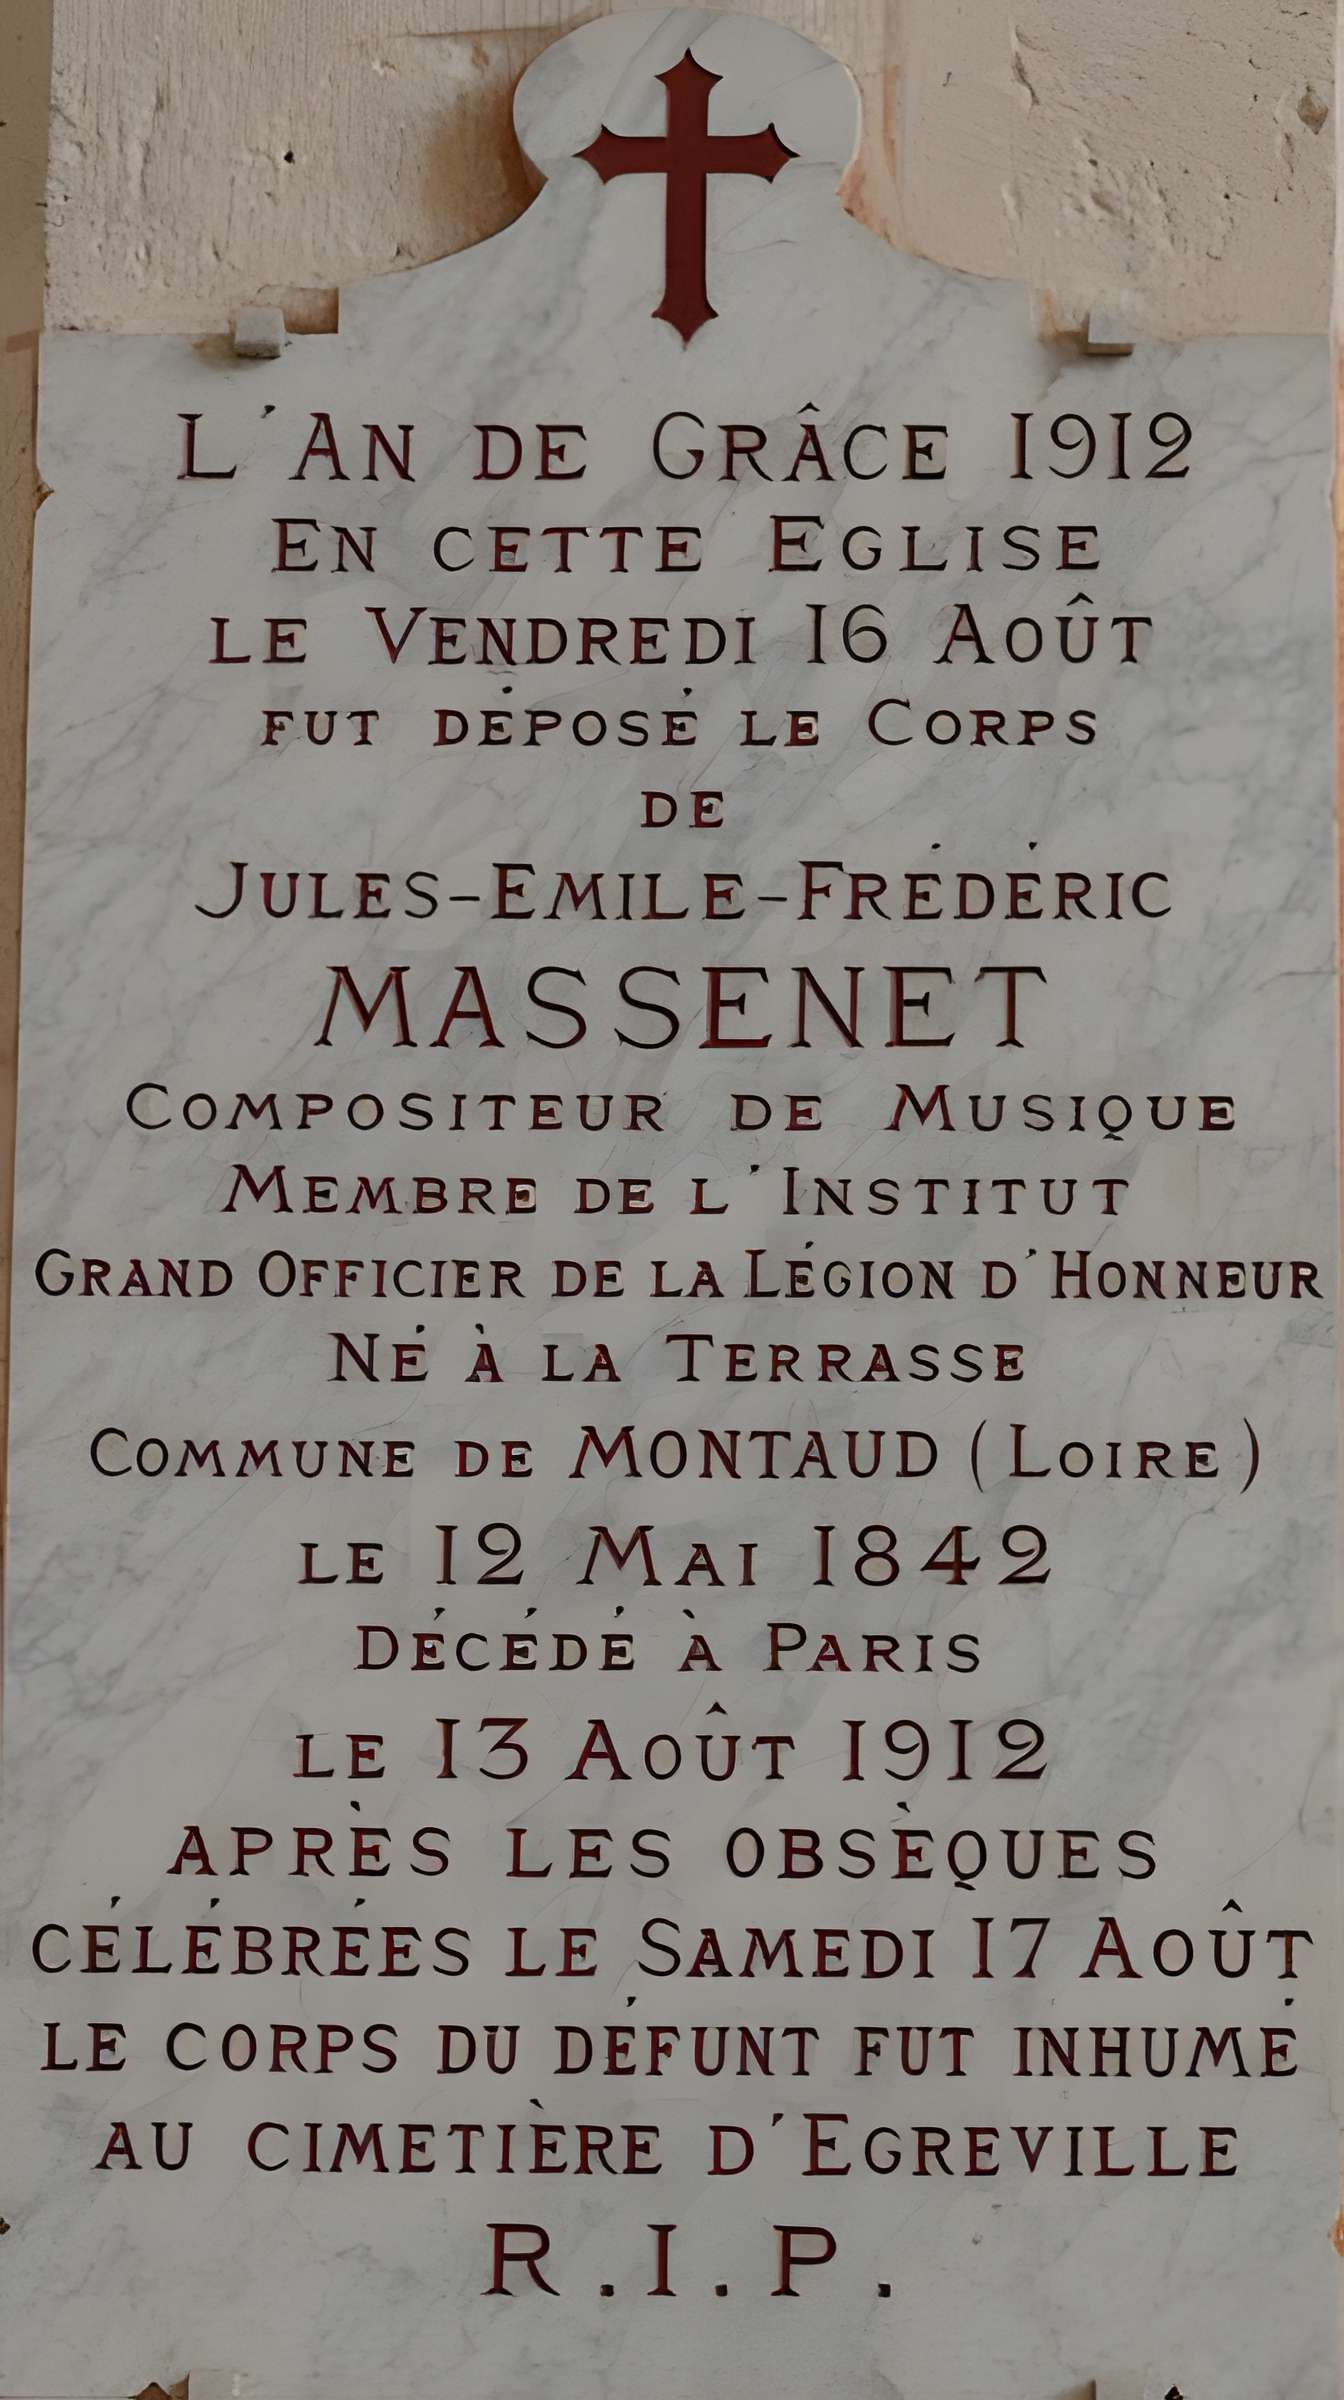 L'AN DE GRÂCE 1912
EN CETTE EGLISE
LE VENDREDI 16 AOÛT
FUT DÉPOSÉ LE CORPS
DE
JULES-EMILE-FRÉDÉRIC
MASSENET
COMPOSITEUR DE MUSIQUE
MEMBRE DE L'INSTITUT
GRAND OFFICIER DE LA LÉGION D'HONNEUR
NÉ À LA TERRASSE
COMMUNE DE MONTAUD (LOIRE)
LE 12 MAI 1842
DÉCÉDÉ À PARIS
LE 13 AOÛT 1912
APRÈS LES OBSÈQUES
CÉLÉBRÉES LE SAMEDI 17 AOÛT
LE CORPS DU DÉFUNT FUT INHUMÉ
AU CIMETIÈRE D'EGREVILLE
R.I.P.